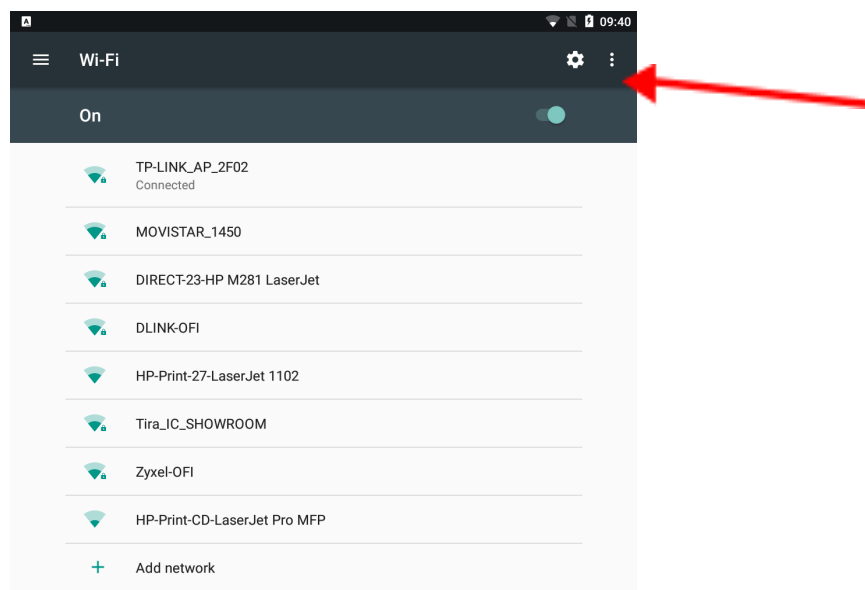 A
09:40
Wi-Fi
On
TP-LINK_AP_2F02
Connected
MOVISTAR_1450
DIRECT-23-HP M281 LaserJet
DLINK-OFI
HP-Print-27-LaserJet 1102
Tira_IC_SHOWROOM
Zyxel-OFI
HP-Print-CD-LaserJet Pro MFP
Add network